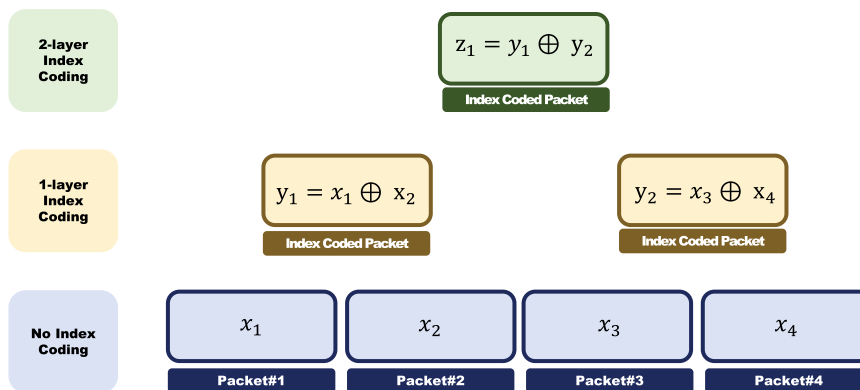 2-layer
Index
Coding
z₁ = y₁ ⊕ y₂
Index Coded Packet
1-layer
Index
Coding
y₁ = x₁ ⊕ x₂
y₂ = x₃ ⊕ x₄
Index Coded Packet
Index Coded Packet
No Index
Coding
x₁
x₂
x₃
x₄
Packet#1
Packet#2
Packet#3
Packet#4